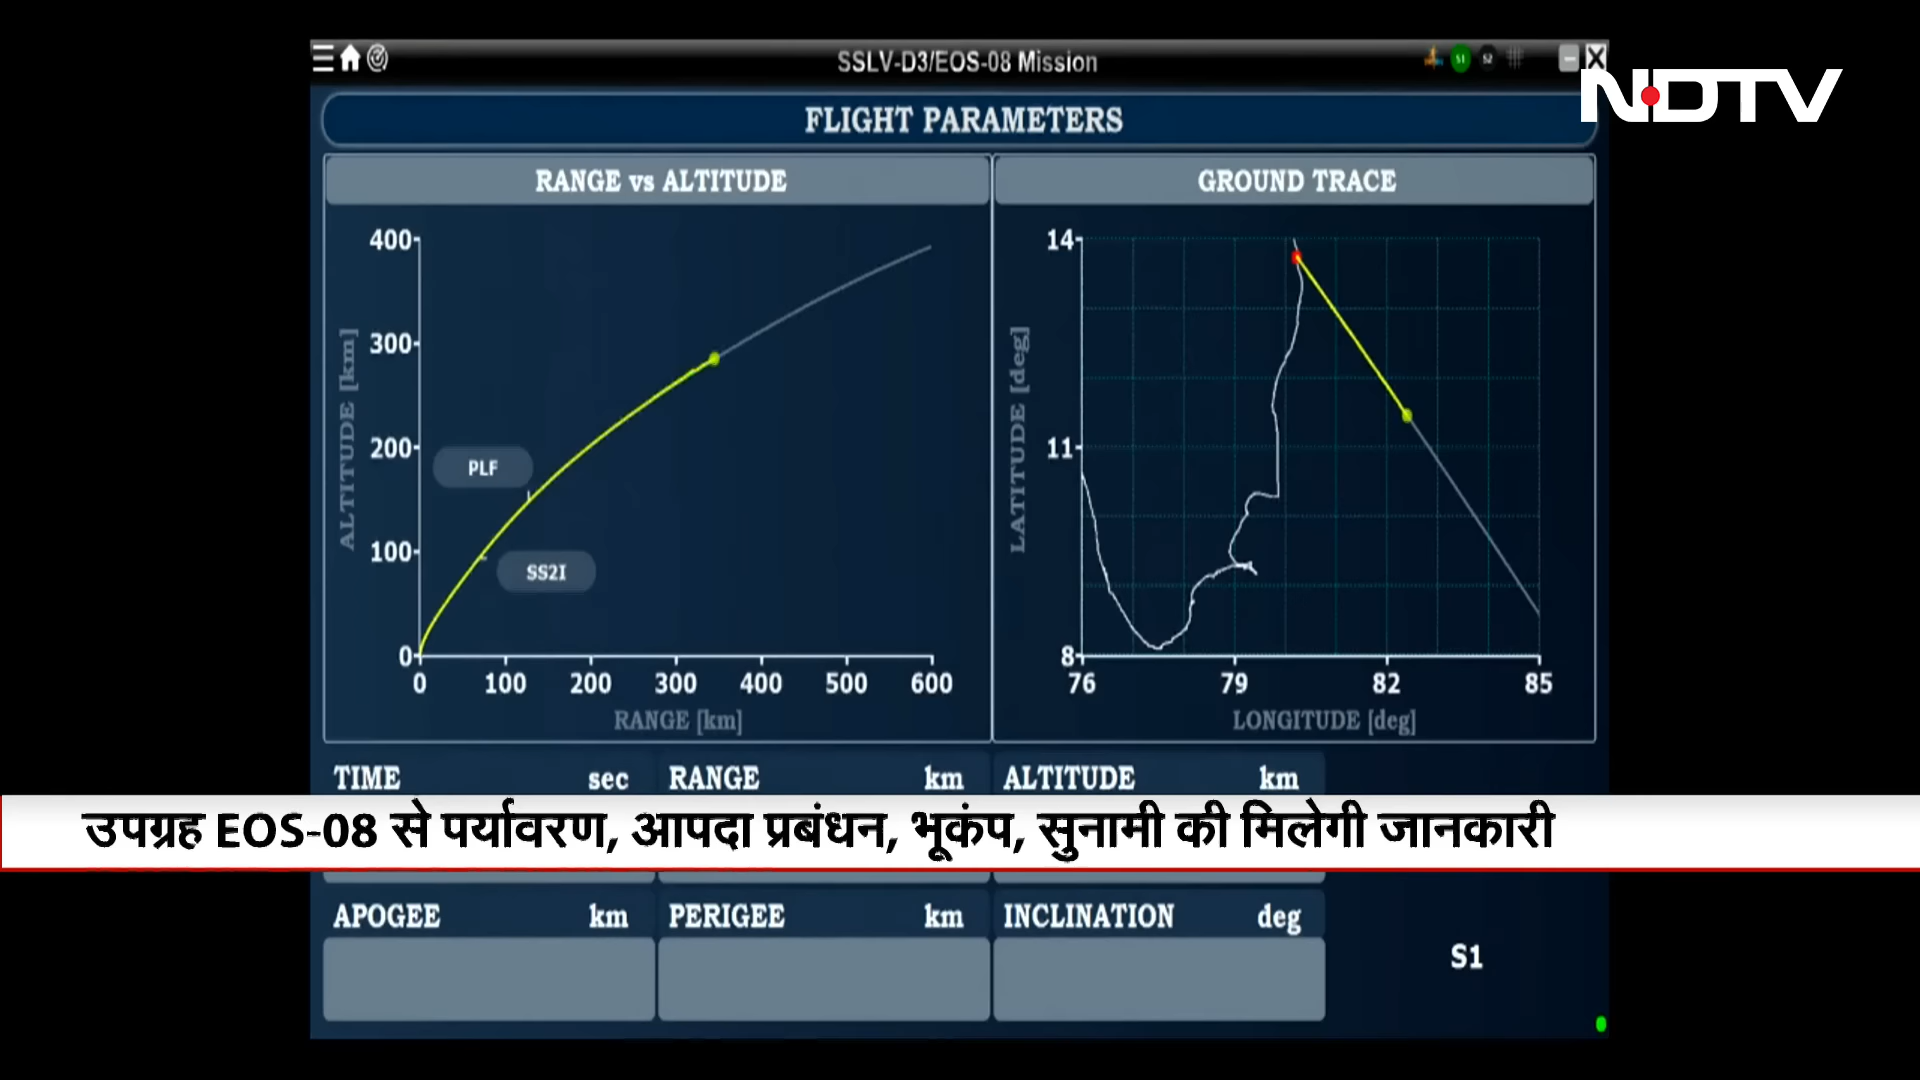 SSLV-D3/EOS-08 Mission
S1
S2
NDTV
FLIGHT PARAMETERS
RANGE vs ALTITUDE
GROUND TRACE
400
300
200
100
0
ALTITUDE [km]
PLF
SS2I
0 100 200 300 400 500 600
RANGE [km]
14
11
8
LATITUDE [deg]
76 79 82 85
LONGITUDE [deg]
TIME sec RANGE km ALTITUDE km
उपग्रह EOS-08 से पर्यावरण, आपदा प्रबंधन, भूकंप, सुनामी की मिलेगी जानकारी
APOGEE km PERIGEE km INCLINATION deg
S1